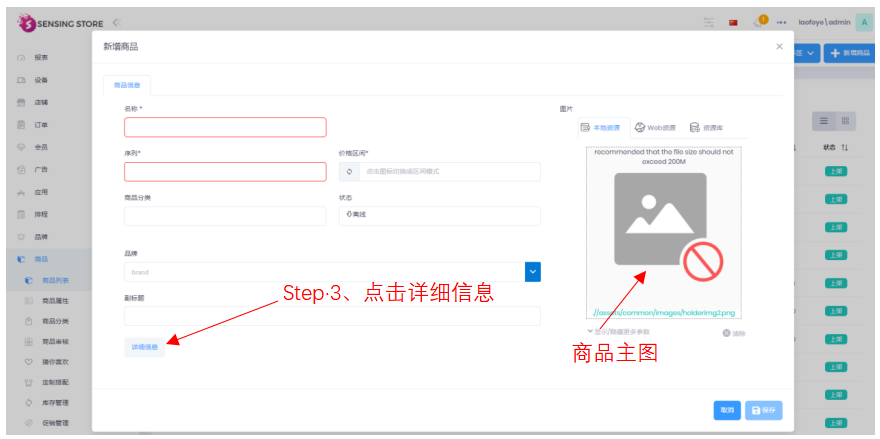 SENSING STORE
laofoye\admin
A
新增商品
报表
设备
店铺
订单
会员
广告
应用
排程
品牌
商品
商品列表
商品属性
商品分类
商品审核
猜你喜欢
定制搭配
库存管理
促销管理
新增商品
商品信息
名称 *
序列*
价格区间*
点击图标切换成区间模式
商品分类
状态
离线
品牌
brand
副标题
详细信息
Step·3、点击详细信息
图片
本地资源
Web资源
资源库
recommended that the file size should not
exceed 200M
//assets/common/images/holderimg2.png
显示/隐藏更多参数
清除
商品主图
取消
保存
状态
上架
上架
上架
上架
上架
上架
上架
上架
上架
上架